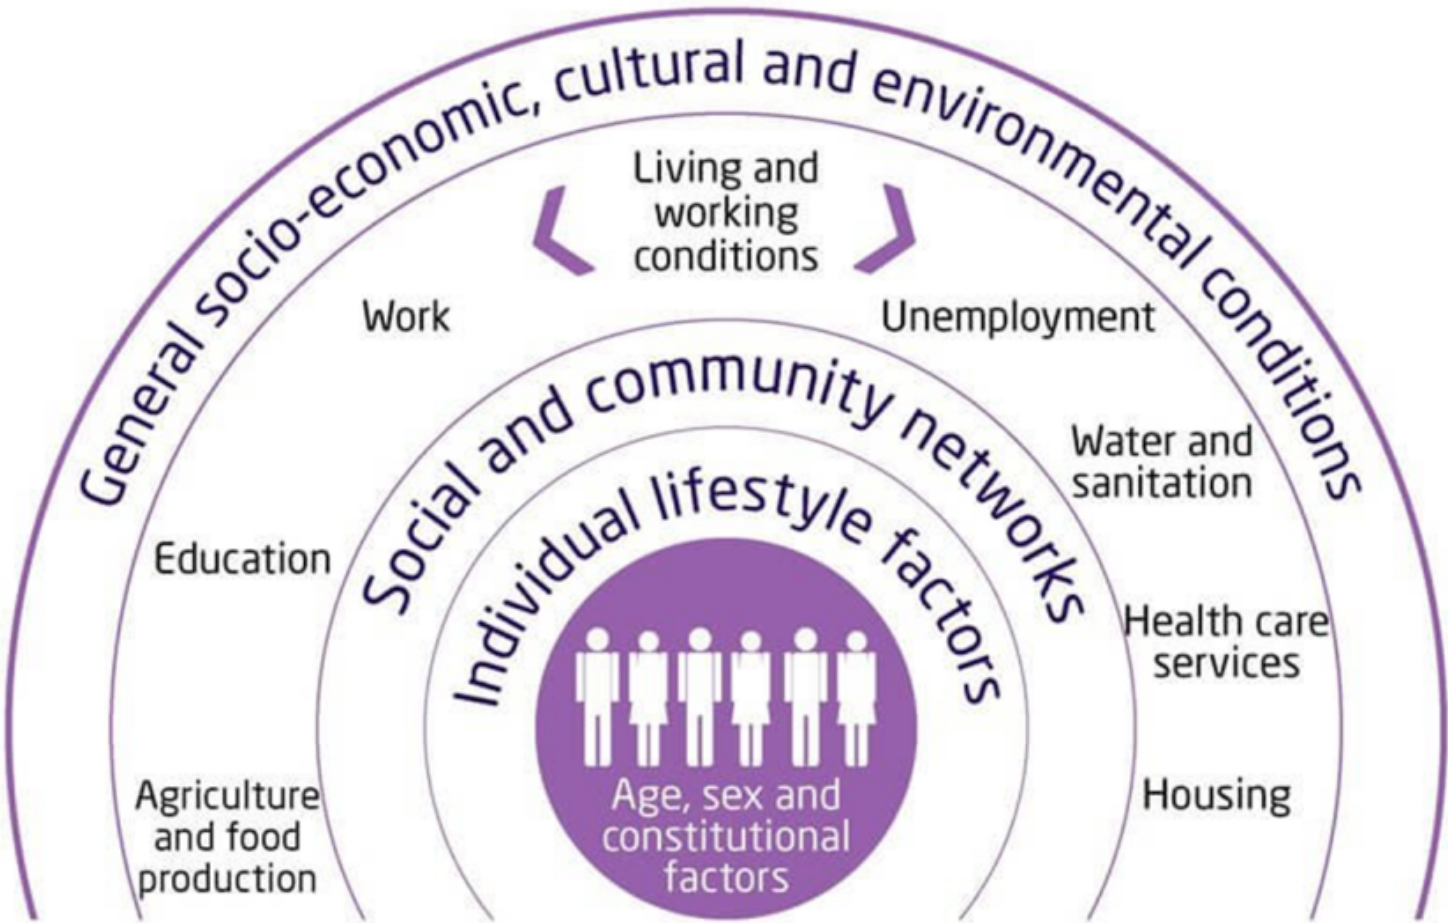 General socio-economic, cultural and environmental conditions
Living and
working
conditions
Work
Unemployment
Social and community networks
Water and
sanitation
Individual lifestyle factors
Education
Health care
services
Agriculture
and food
production
Housing
Age, sex and
constitutional
factors